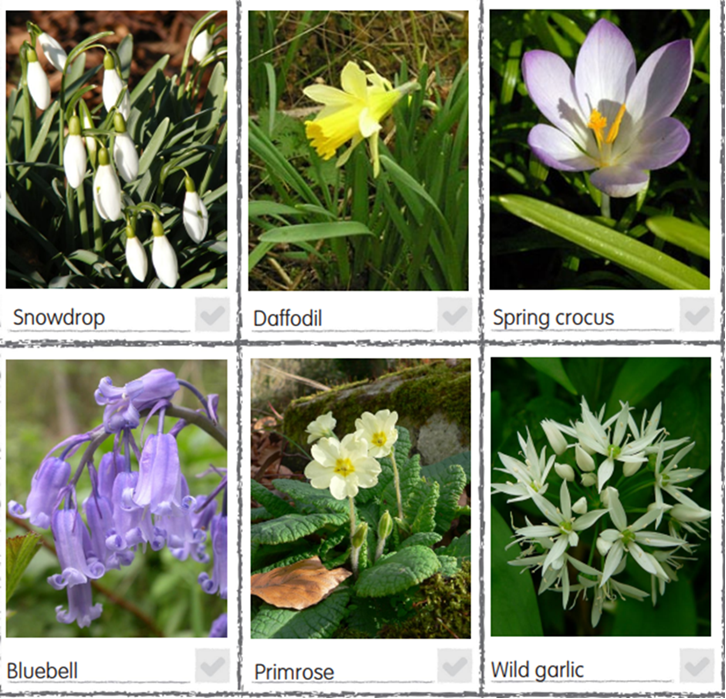 Snowdrop
Daffodil
Spring crocus
Bluebell
Primrose
Wild garlic